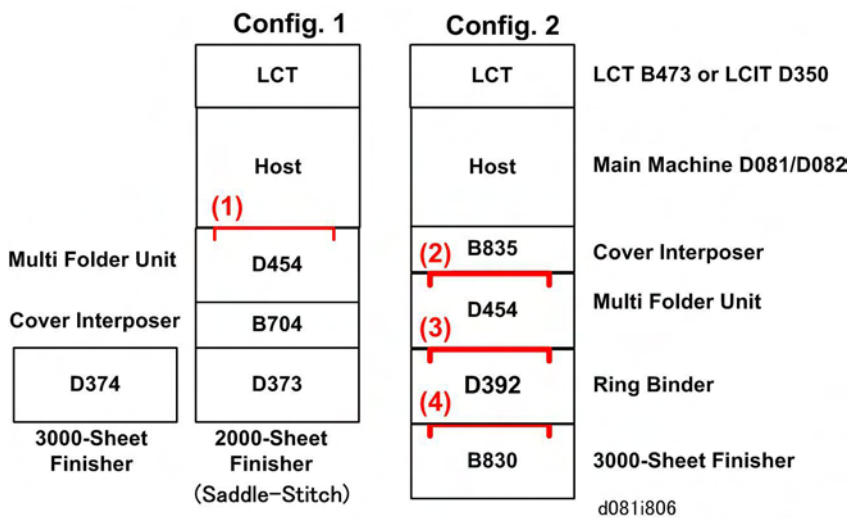 Config. 1
Config. 2
LCT
LCT
LCT B473 or LCIT D350
Host
Host
Main Machine D081/D082
(1)
Multi Folder Unit
D454
(2)
B835
Cover Interposer
Cover Interposer
B704
(3)
D454
Multi Folder Unit
D374
D373
(4)
D392
Ring Binder
3000-Sheet
Finisher
2000-Sheet
Finisher
(Saddle-Stitch)
B830
3000-Sheet Finisher
d081i806